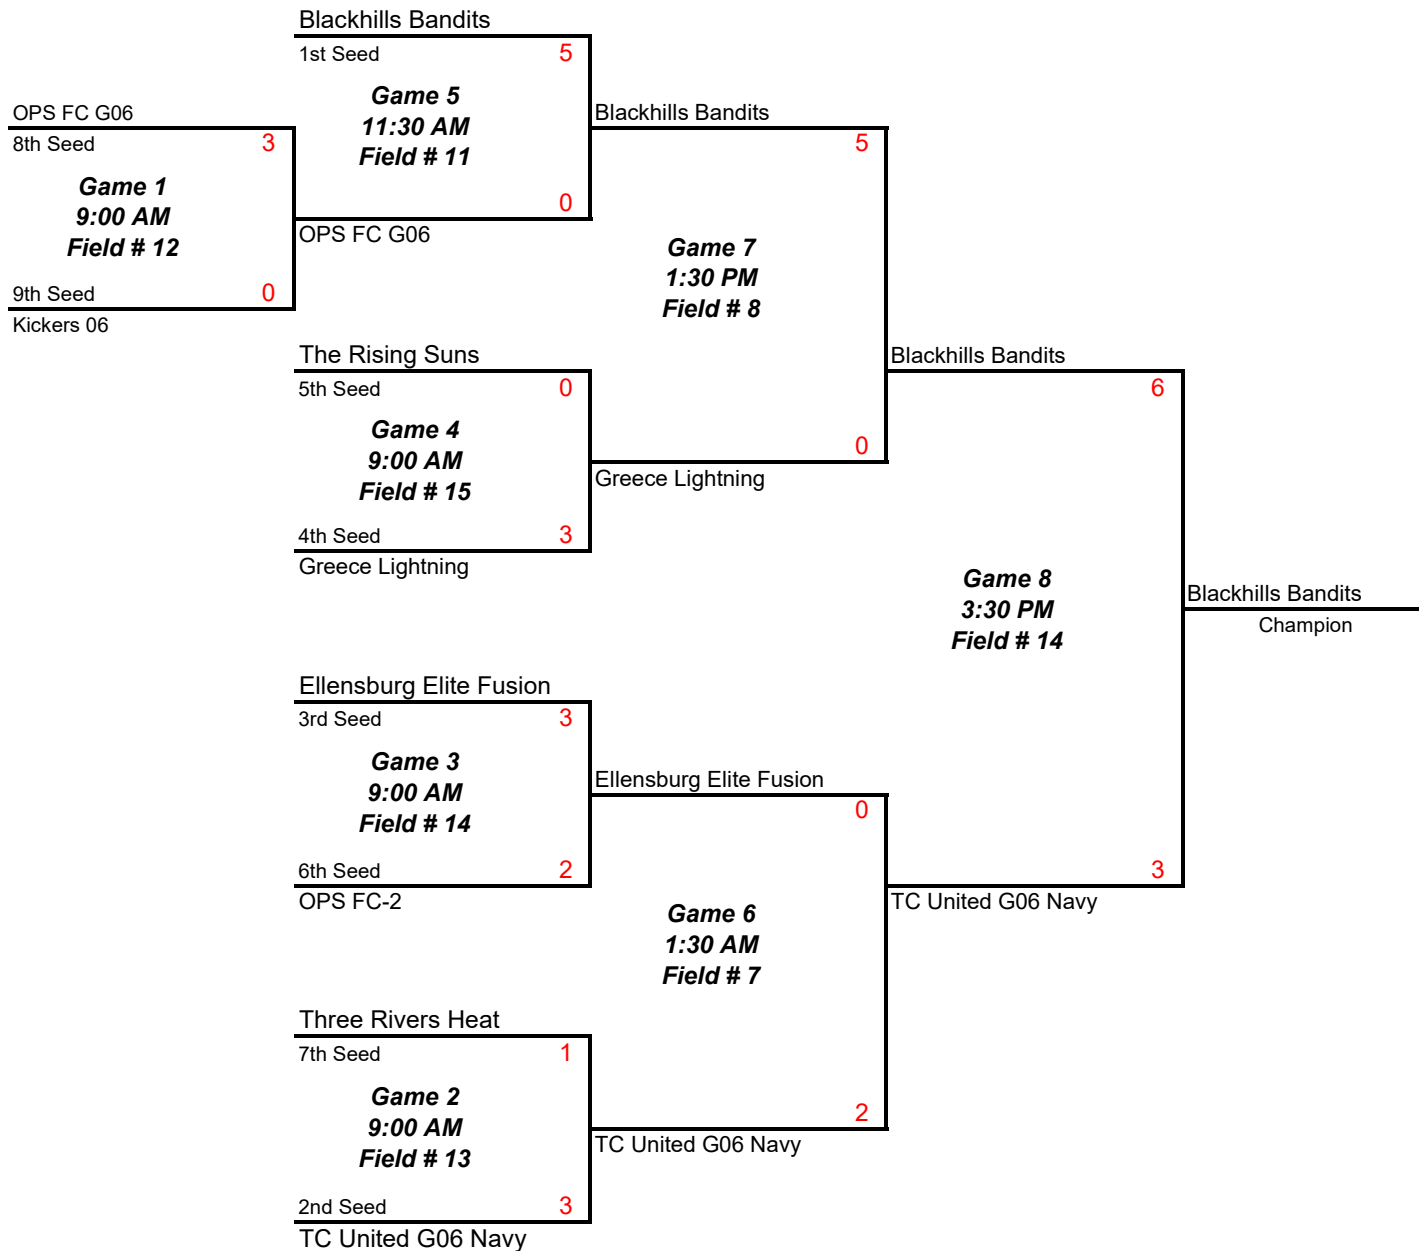 Blackhills Bandits
1st Seed 5
Game 5
11:30 AM
Field # 11
0
OPS FC G06
OPS FC G06
8th Seed 3
Game 1
9:00 AM
Field # 12
9th Seed 0
Kickers 06
Blackhills Bandits
5
Game 7
1:30 PM
Field # 8
0
Greece Lightning
The Rising Suns
5th Seed 0
Game 4
9:00 AM
Field # 15
4th Seed 3
Greece Lightning
Blackhills Bandits
6
Game 8
3:30 PM
Field # 14
3
TC United G06 Navy
Blackhills Bandits
Champion
Ellensburg Elite Fusion
3rd Seed 3
Game 3
9:00 AM
Field # 14
6th Seed 2
OPS FC-2
Ellensburg Elite Fusion
0
Game 6
1:30 AM
Field # 7
2
TC United G06 Navy
Three Rivers Heat
7th Seed 1
Game 2
9:00 AM
Field # 13
2nd Seed 3
TC United G06 Navy